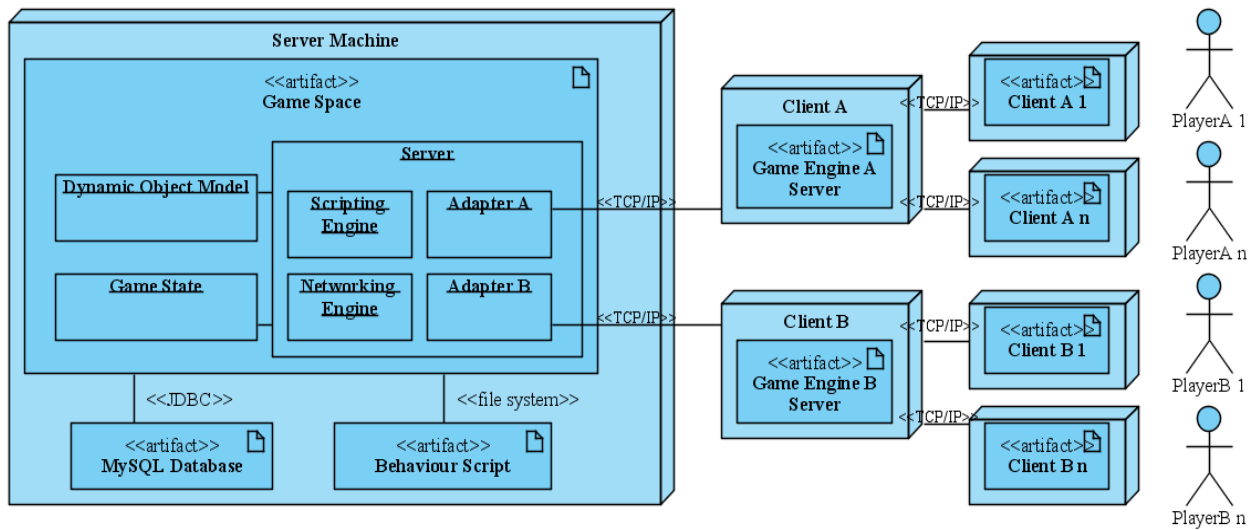 Server Machine
<<artifact>>
Game Space
Server
Dynamic Object Model
Scripting
Engine
Adapter A
Game State
Networking
Engine
Adapter B
<<JDBC>>
<<file system>>
<<artifact>>
MySQL Database
<<artifact>>
Behaviour Script
<<TCP/IP>>
<<TCP/IP>>
Client A
<<artifact>>
Game Engine A
Server
<<TCP/IP>>
<<TCP/IP>>
Client B
<<artifact>>
Game Engine B
Server
<<TCP/IP>>
<<TCP/IP>>
<<artifact>>
Client A 1
<<artifact>>
Client A n
<<artifact>>
Client B 1
<<artifact>>
Client B n
PlayerA 1
PlayerA n
PlayerB 1
PlayerB n